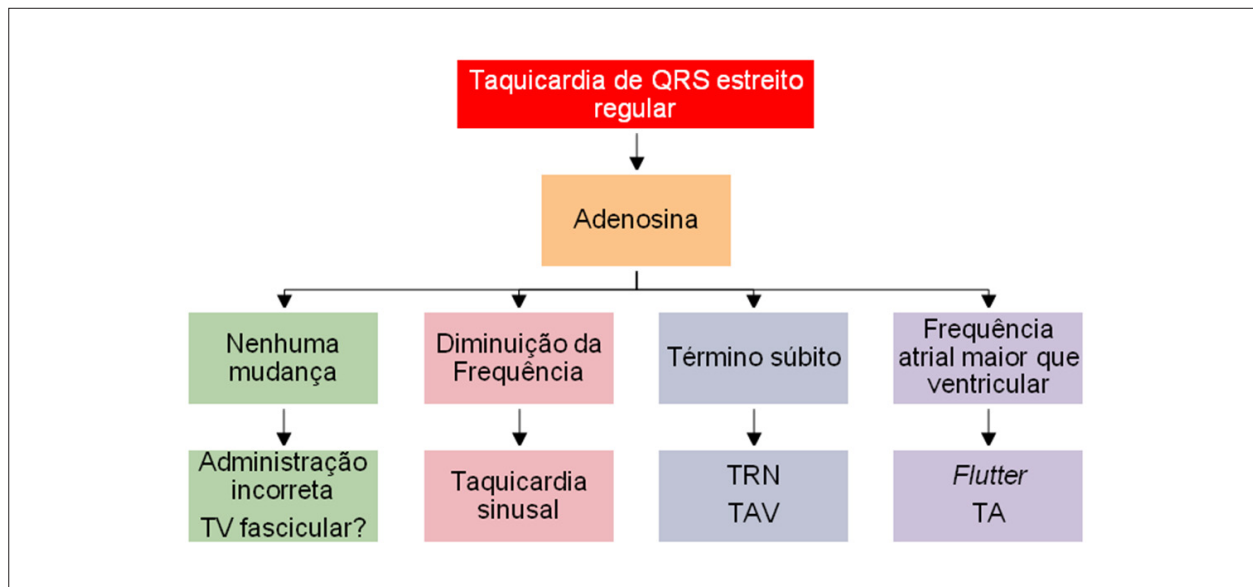 Taquicardia de QRS estreito
regular
Adenosina
Nenhuma
mudança
Diminuição da
Frequência
Término súbito
Frequência
atrial maior que
ventricular
Administração
incorreta
TV fascicular?
Taquicardia
sinusal
TRN
TAV
Flutter
TA